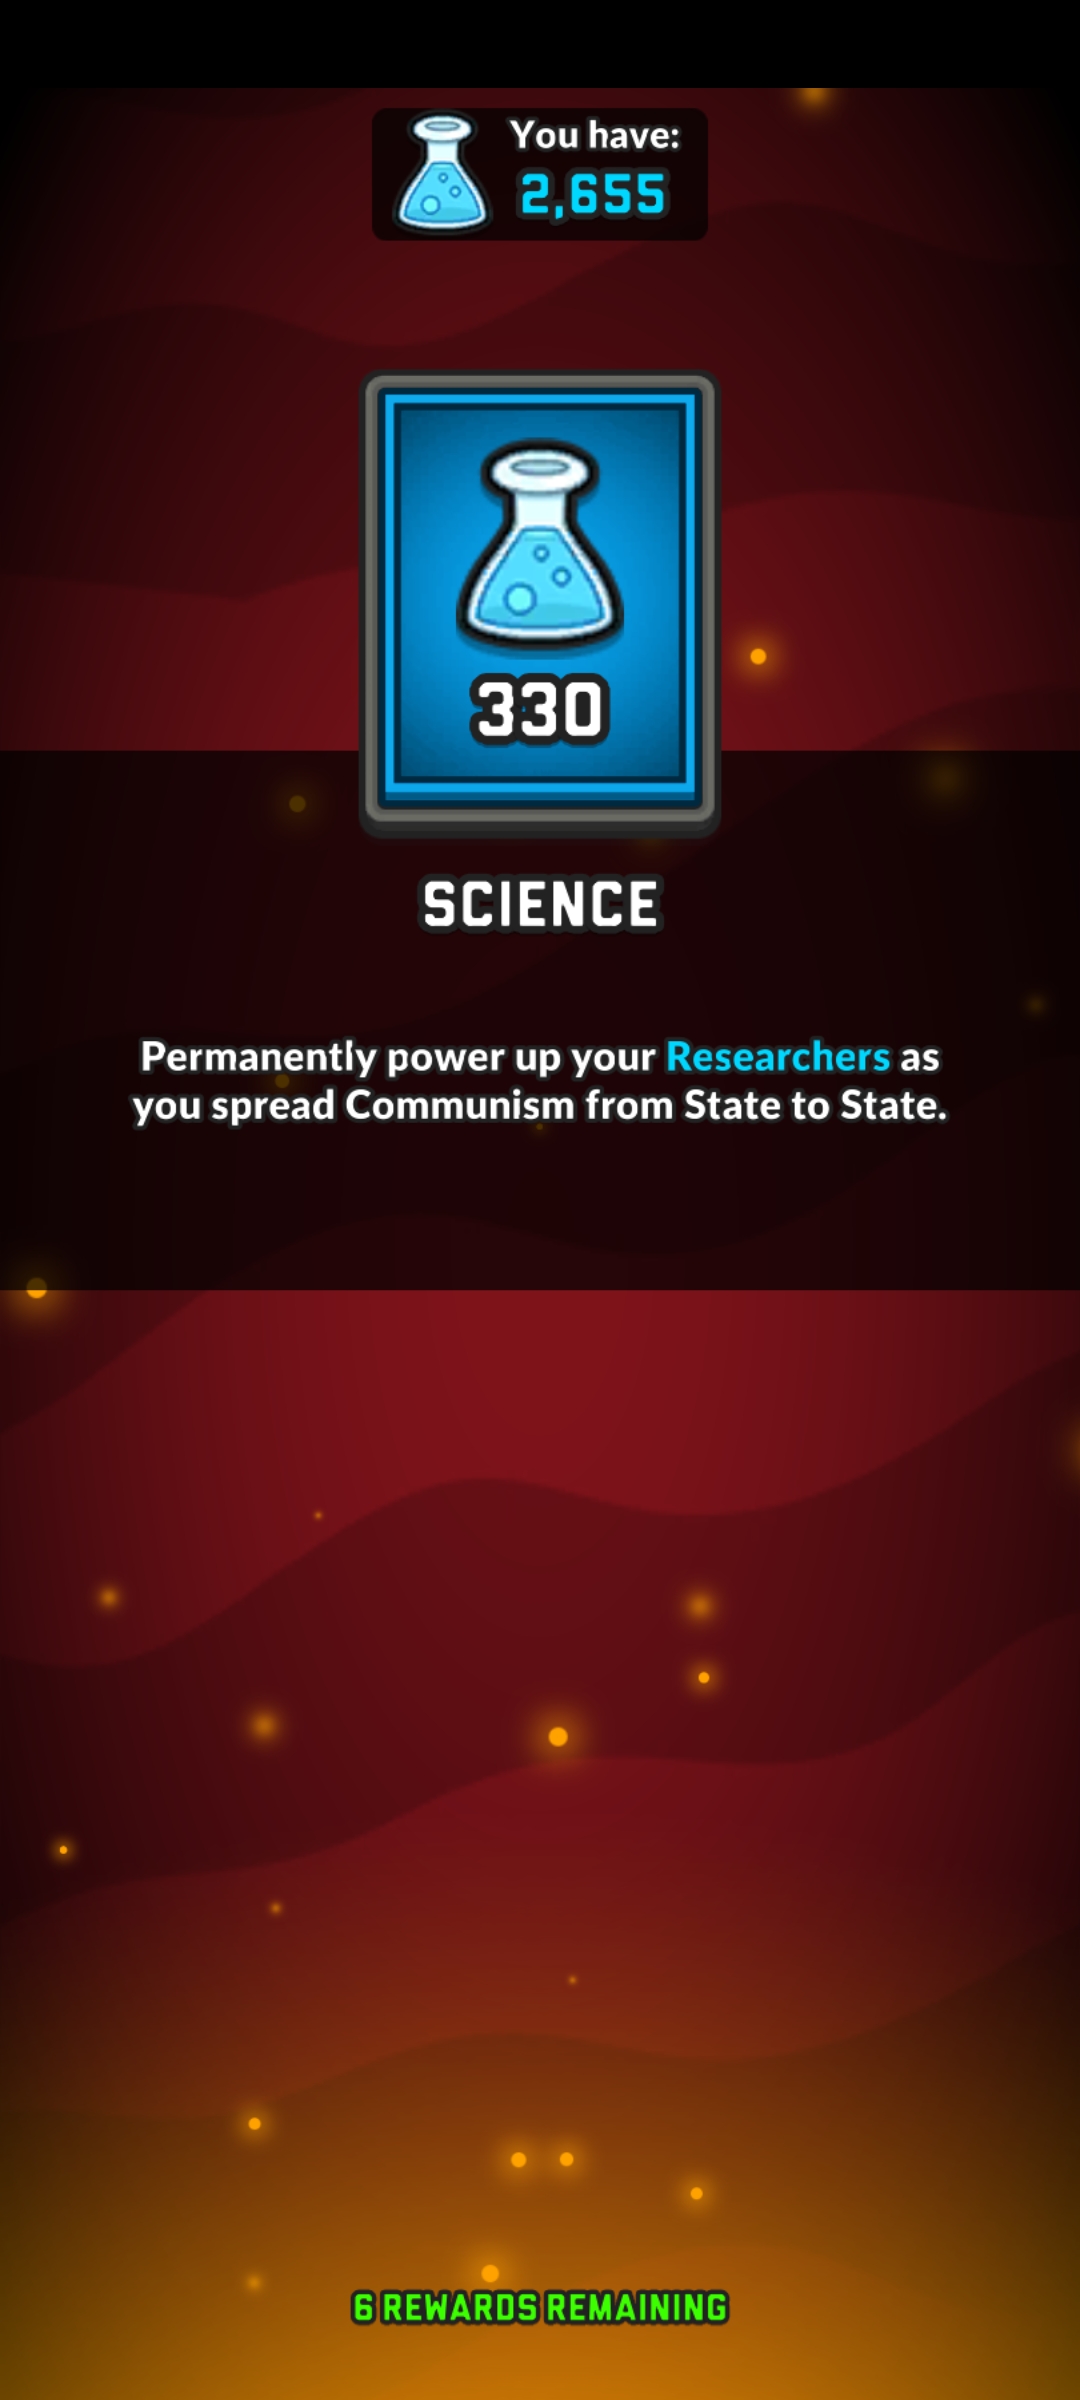 You have:
2,655
330
SCIENCE
Permanently power up your Researchers as
you spread Communism from State to State.
6 REWARDS REMAINING